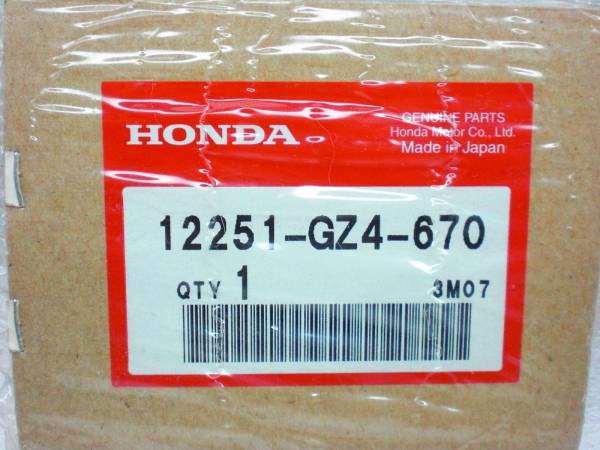 HONDA
GENUINE PARTS
Honda Motor Co., Ltd.
Made in Japan
12251-GZ4-670
QTY 1
3M07